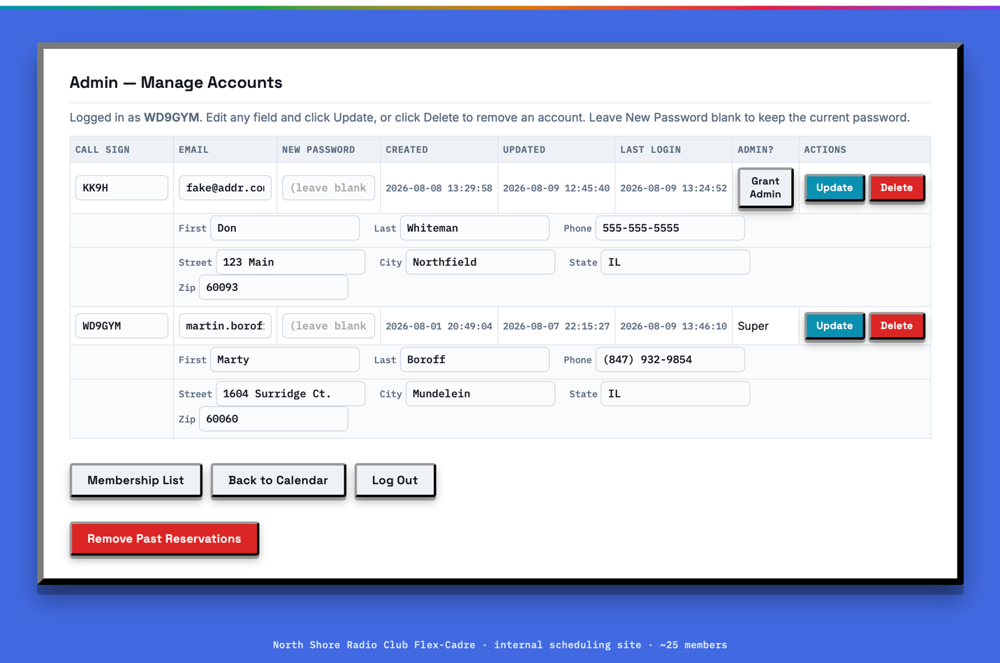 Admin — Manage Accounts
Logged in as WD9GYM. Edit any field and click Update, or click Delete to remove an account. Leave New Password blank to keep the current password.
CALL SIGN EMAIL NEW PASSWORD CREATED UPDATED LAST LOGIN ADMIN? ACTIONS
KK9H fake@addr.co (leave blank 2026-08-08 13:29:58 2026-08-09 12:45:40 2026-08-09 13:24:52 Grant Admin Update Delete
First Don Last Whiteman Phone 555-555-5555
Street 123 Main City Northfield State IL
Zip 60093
WD9GYM martin.borof (leave blank 2026-08-01 20:49:04 2026-08-07 22:15:27 2026-08-09 13:46:10 Super Update Delete
First Marty Last Boroff Phone (847) 932-9854
Street 1604 Surridge Ct. City Mundelein State IL
Zip 60060
Membership List Back to Calendar Log Out
Remove Past Reservations
North Shore Radio Club Flex-Cadre · internal scheduling site · ~25 members